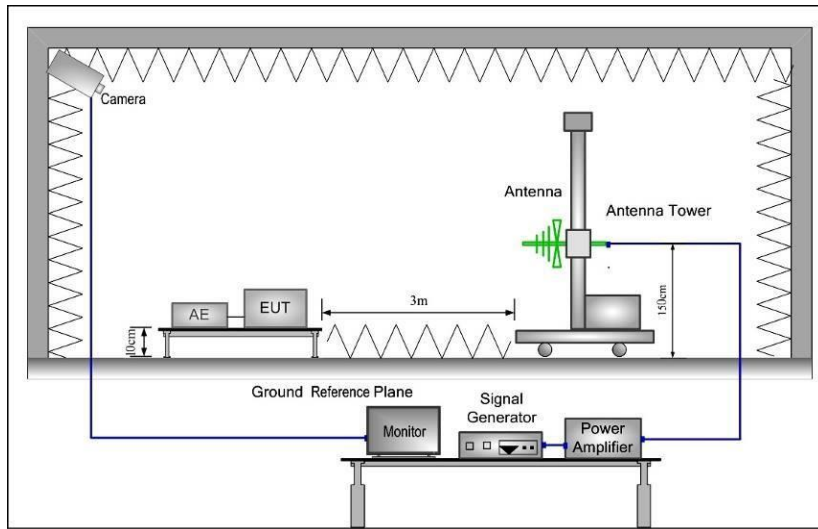 Camera
Antenna
Antenna Tower
3m
150cm
AE
EUT
10cm
Ground Reference Plane
Signal
Generator
Monitor
Power
Amplifier